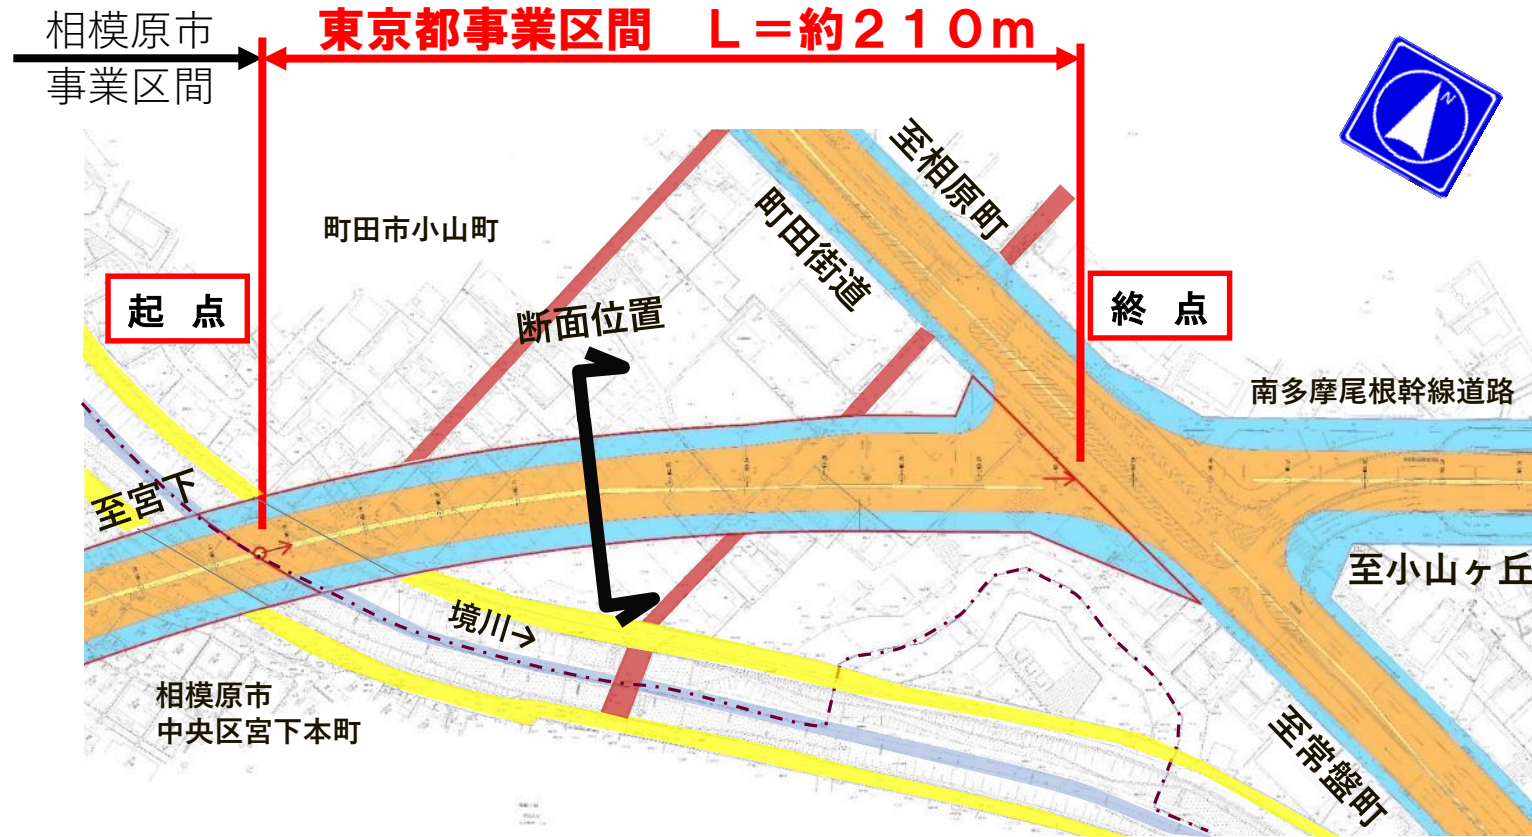 相模原市
事業区間
東京都事業区間　Ｌ＝約２１０ｍ
N
至相原町
町田街道
町田市小山町
断面位置
起　点
終　点
南多摩尾根幹線道路
至宮下
境川→
至小山ヶ丘
相模原市
中央区宮下本町
至常盤町